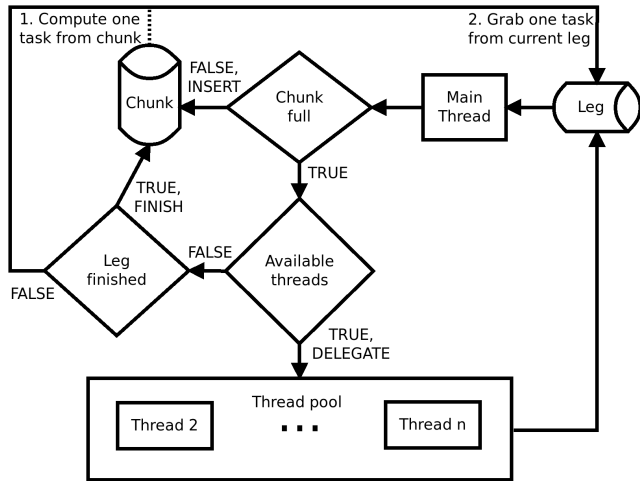 1. Compute one
task from chunk
2. Grab one task
from current leg
FALSE,
INSERT
Chunk
Chunk
full
Main
Thread
Leg
TRUE
TRUE,
FINISH
Leg
finished
FALSE
Available
threads
FALSE
TRUE,
DELEGATE
Thread pool
Thread 2
...
Thread n